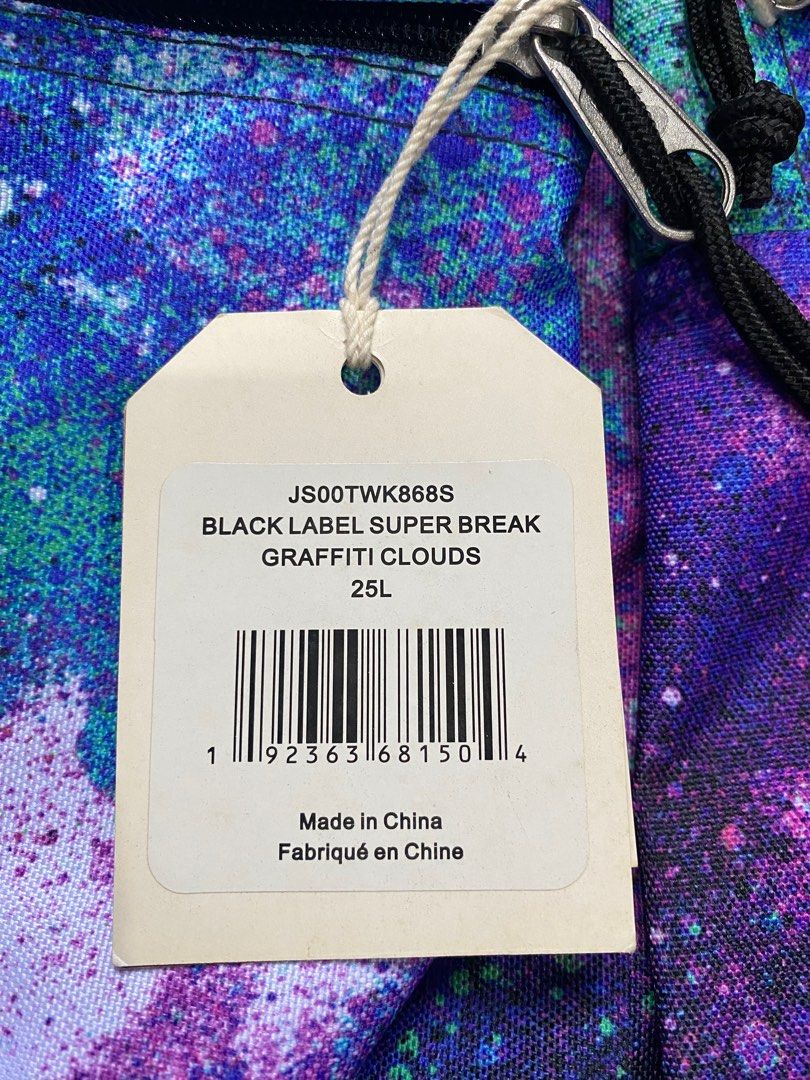 JS00TWK868S
BLACK LABEL SUPER BREAK
GRAFFITI CLOUDS
25L
1 92363 68150 4
Made in China
Fabriqué en Chine